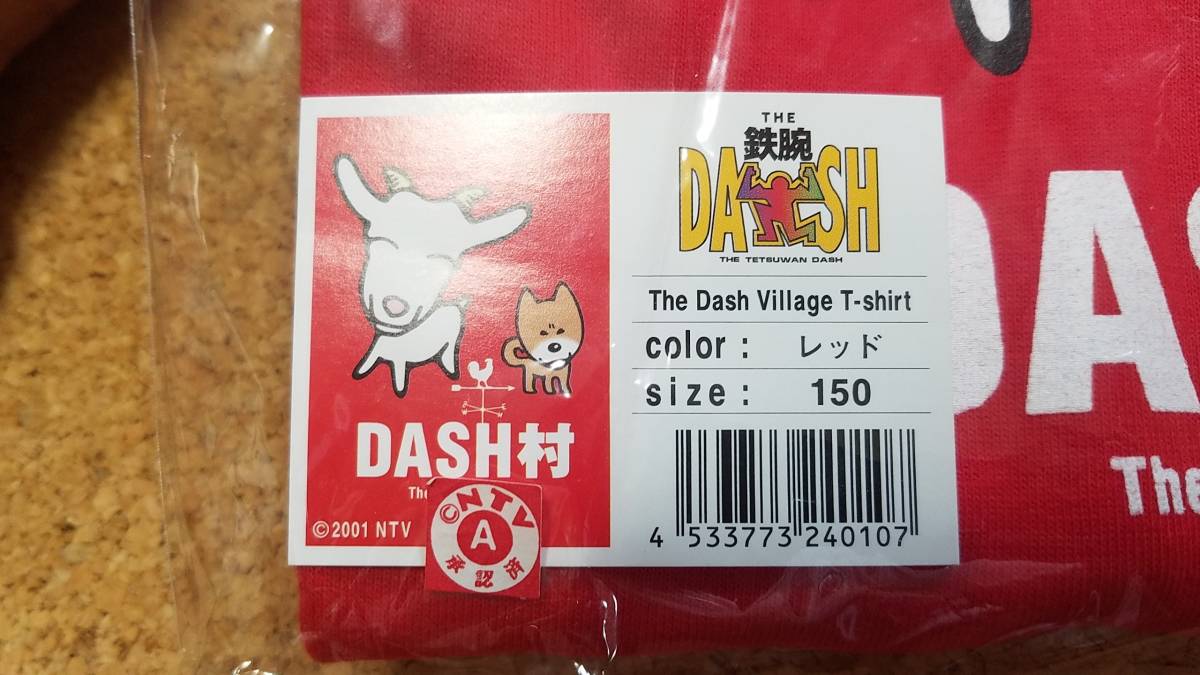 DASH村
The
©2001 NTV
©NTV
A
承認済
THE
鉄腕
DASH
THE TETSUWAN DASH
The Dash Village T-shirt
color : レッド
size : 150
4 533773 240107
DAS
The